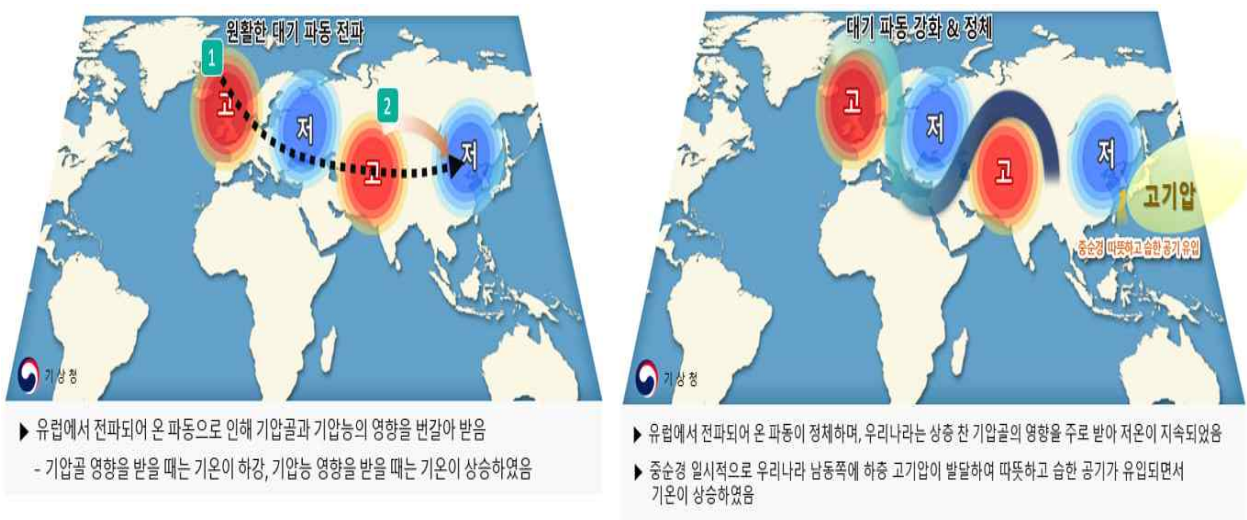 원활한 대기 파동 전파
1
고
저
2
고
저
기상청
▶ 유럽에서 전파되어 온 파동으로 인해 기압골과 기압능의 영향을 번갈아 받음
- 기압골 영향을 받을 때는 기온이 하강, 기압능 영향을 받을 때는 기온이 상승하였음
대기 파동 강화 & 정체
고
저
고
저
고기압
중순경 따뜻하고 습한 공기 유입
기상청
▶ 유럽에서 전파되어 온 파동이 정체하며, 우리나라는 상층 찬 기압골의 영향을 주로 받아 저온이 지속되었음
▶ 중순경 일시적으로 우리나라 남동쪽에 하층 고기압이 발달하여 따뜻하고 습한 공기가 유입되면서
기온이 상승하였음